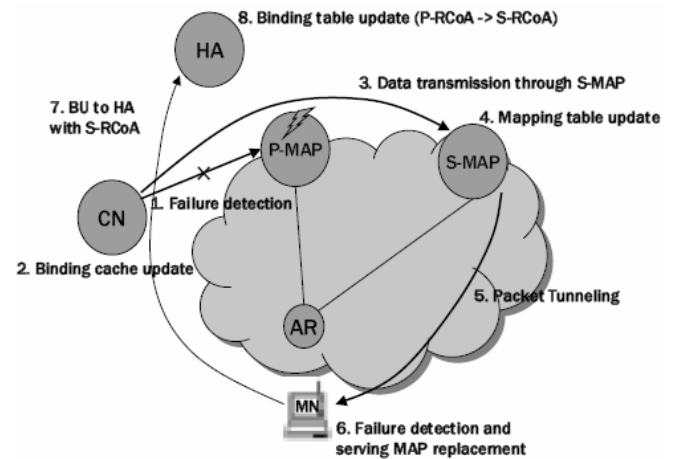 8. Binding table update (P-RCoA -> S-RCoA)
HA
3. Data transmission through S-MAP
7. BU to HA
with S-RCoA
4. Mapping table update
P-MAP
S-MAP
CN
1. Failure detection
2. Binding cache update
5. Packet Tunneling
AR
MN
6. Failure detection and
serving MAP replacement